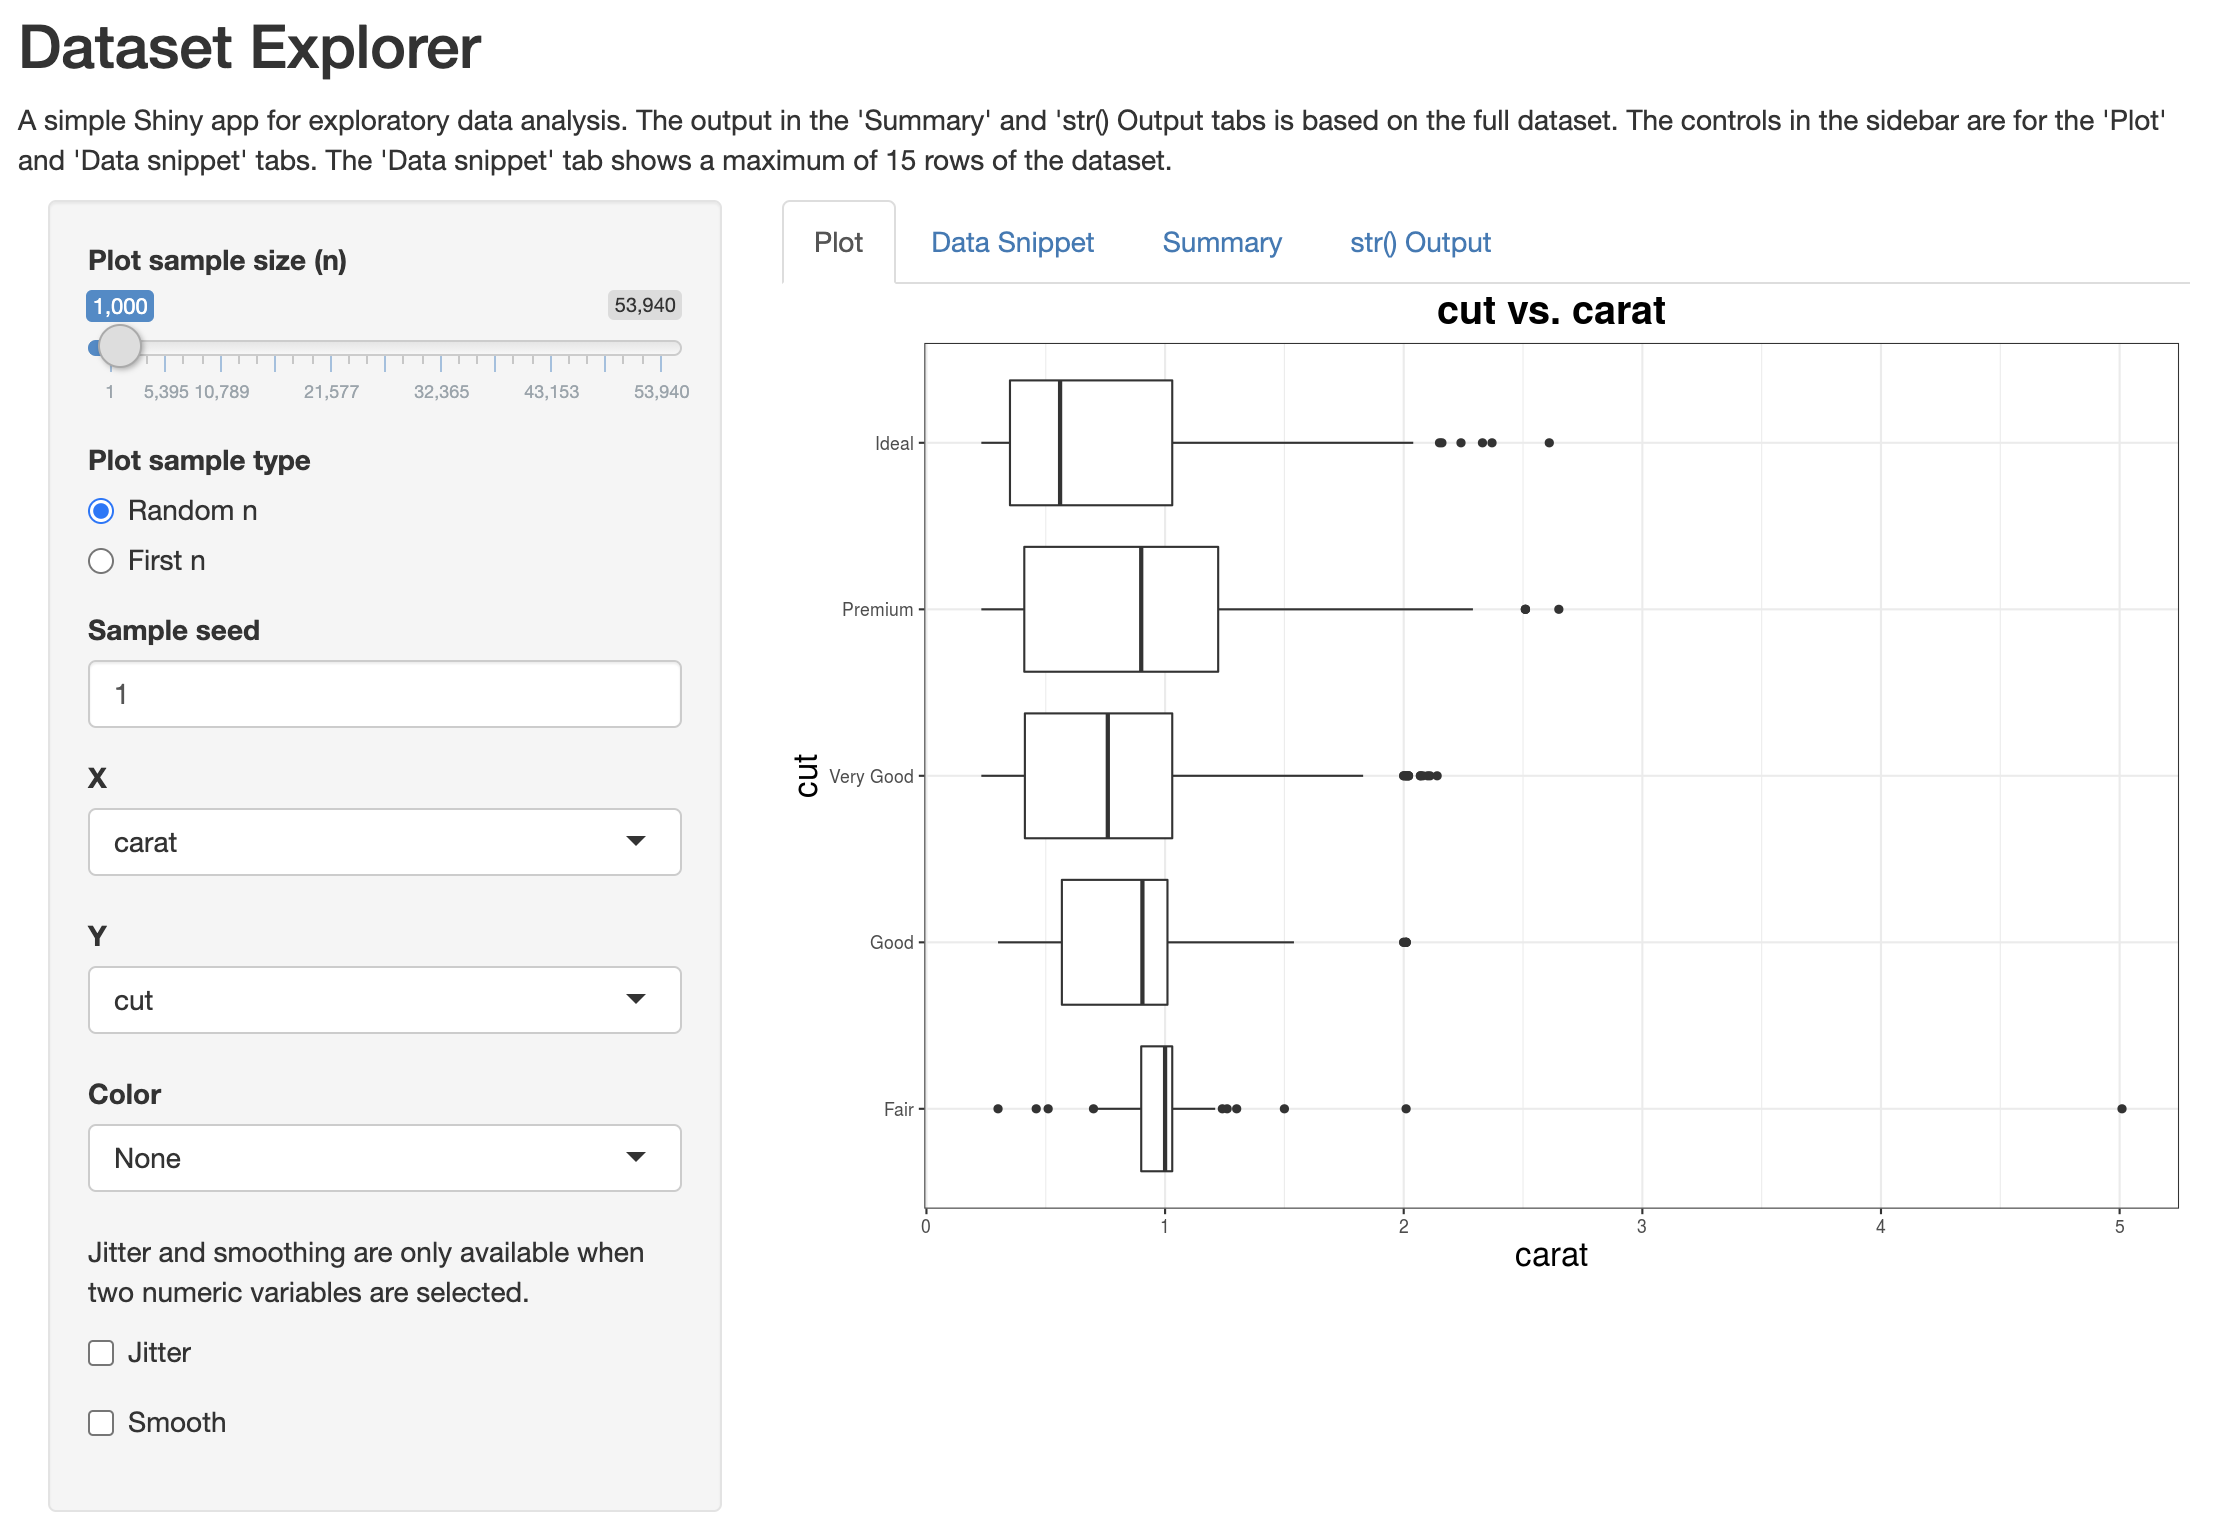 Dataset Explorer
A simple Shiny app for exploratory data analysis. The output in the 'Summary' and 'str() Output tabs is based on the full dataset. The controls in the sidebar are for the 'Plot'
and 'Data snippet' tabs. The 'Data snippet' tab shows a maximum of 15 rows of the dataset.
Plot sample size (n)
1,000 53,940
1 5,395 10,789 21,577 32,365 43,153 53,940
Plot sample type
Random n
First n
Sample seed
1
X
carat
Y
cut
Color
None
Jitter and smoothing are only available when
two numeric variables are selected.
Jitter
Smooth
Plot Data Snippet Summary str() Output
cut vs. carat
cut
Ideal
Premium
Very Good
Good
Fair
0 1 2 3 4 5
carat